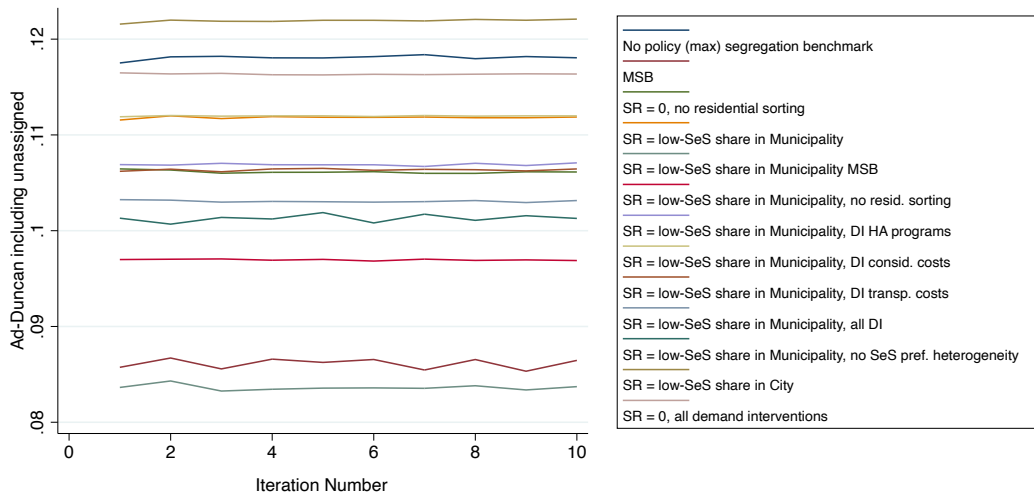 .12
.11
.1
.09
.08
Ad-Duncan including unassigned
0
2
4
6
8
10
Iteration Number
No policy (max) segregation benchmark
MSB
SR = 0, no residential sorting
SR = low-SeS share in Municipality
SR = low-SeS share in Municipality MSB
SR = low-SeS share in Municipality, no resid. sorting
SR = low-SeS share in Municipality, DI HA programs
SR = low-SeS share in Municipality, DI consid. costs
SR = low-SeS share in Municipality, DI transp. costs
SR = low-SeS share in Municipality, all DI
SR = low-SeS share in Municipality, no SeS pref. heterogeneity
SR = low-SeS share in City
SR = 0, all demand interventions